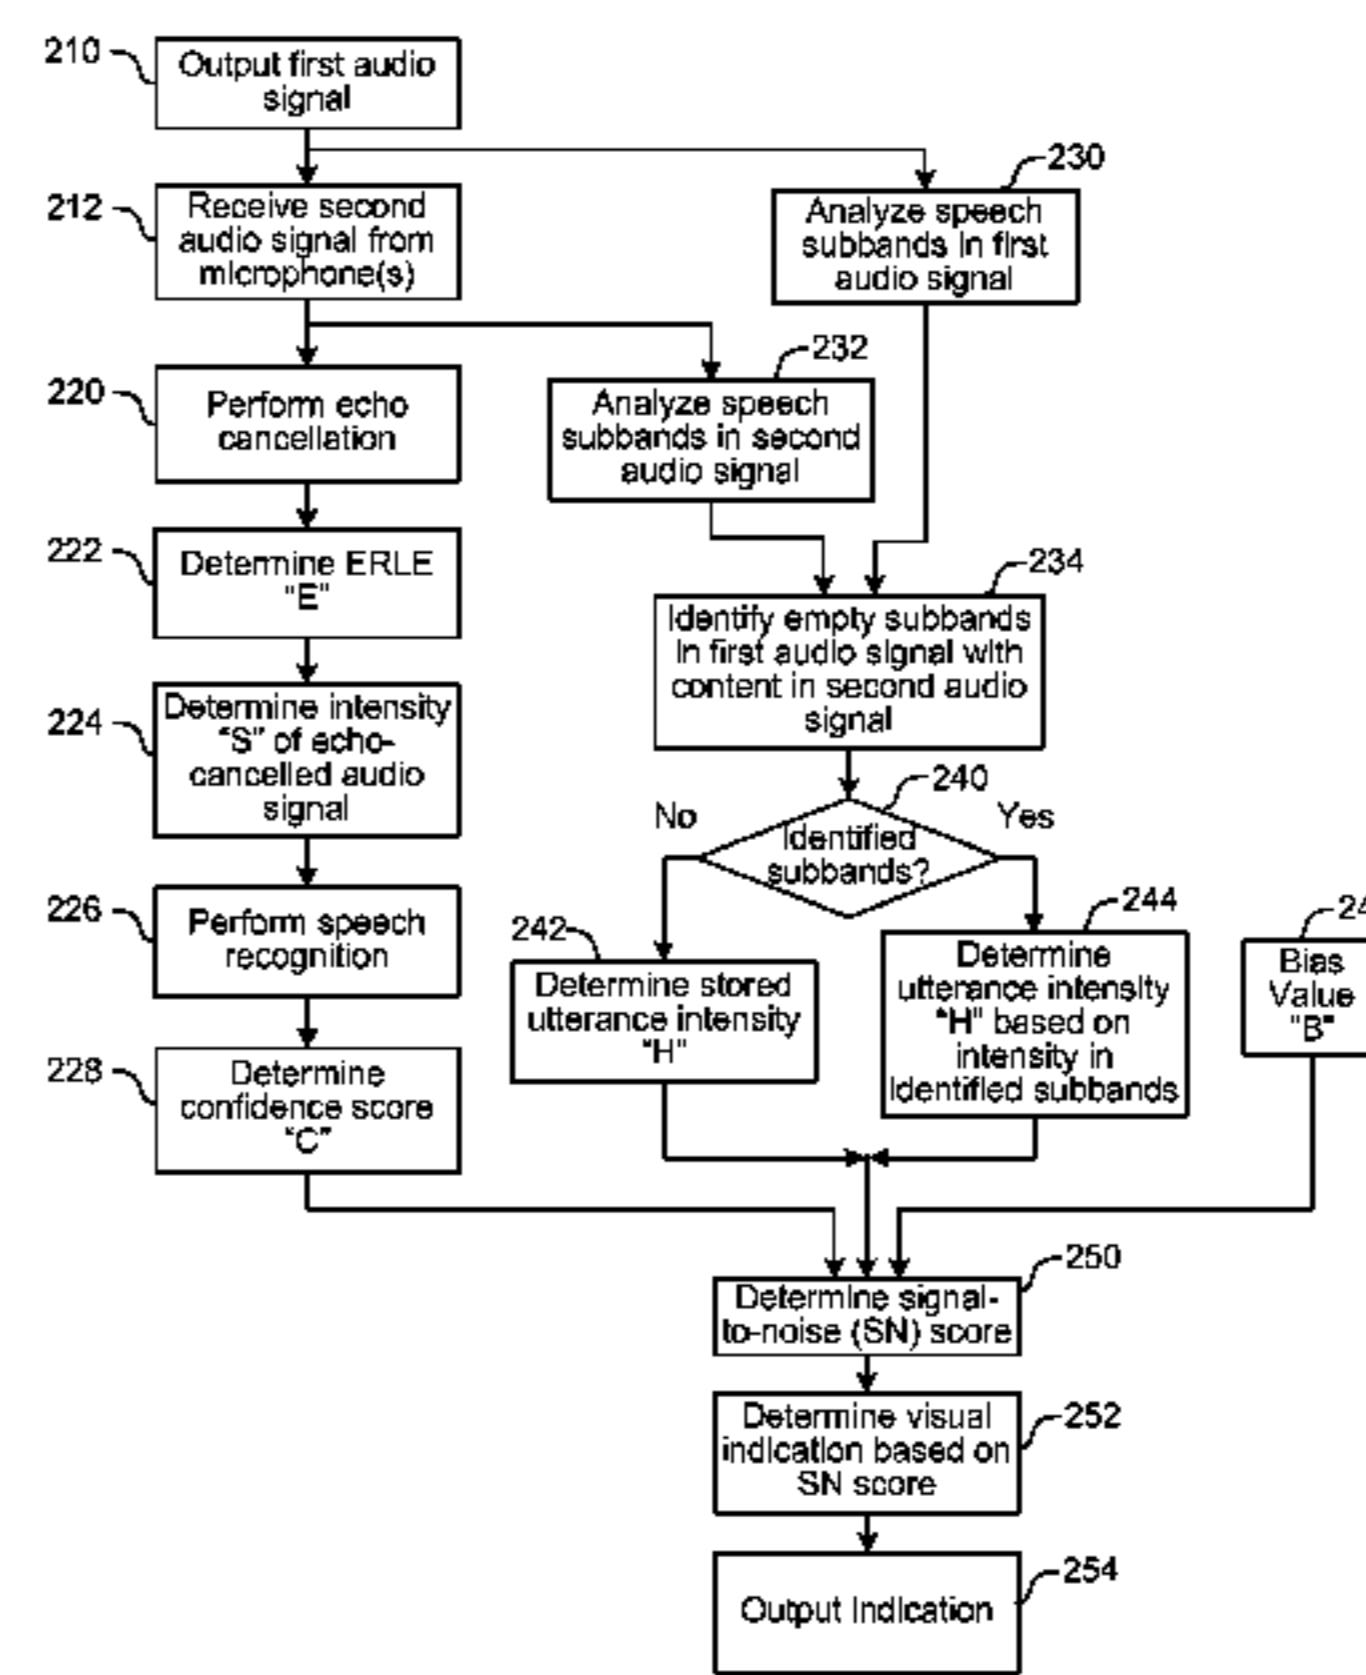 210
Output first audio
signal
212
Receive second
audio signal from
microphone(s)
230
Analyze speech
subbands in first
audio signal
220
Perform echo
cancellation
232
Analyze speech
subbands in second
audio signal
222
Determine ERLE
"E"
234
Identify empty subbands
in first audio signal with
content in second audio
signal
224
Determine intensity
"S" of echo-
cancelled audio
signal
240
No
Yes
Identified
subbands?
226
Perform speech
recognition
242
Determine stored
utterance intensity
"H"
244
Determine
utterance intensity
"H" based on
intensity in
identified subbands
Bias
Value
"B"
228
Determine
confidence score
"C"
250
Determine signal-
to-noise (SN) score
252
Determine visual
indication based on
SN score
254
Output Indication